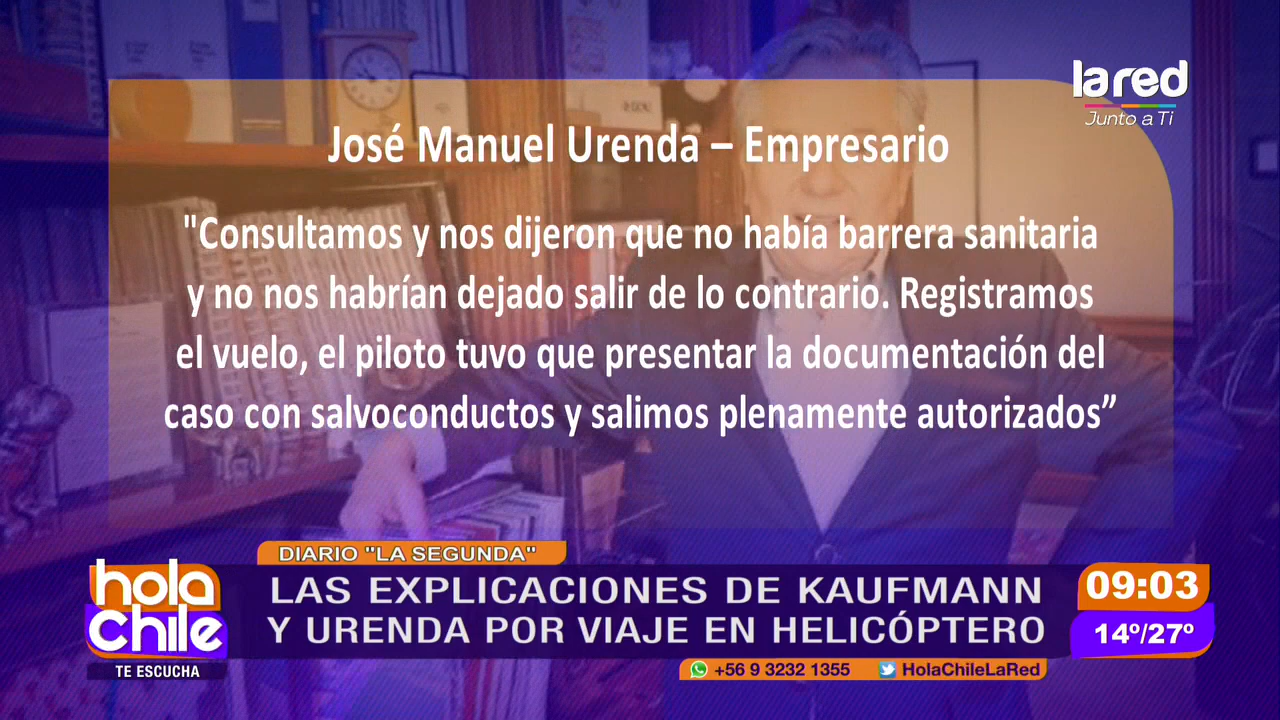 lared
Junto a Ti
José Manuel Urenda – Empresario
"Consultamos y nos dijeron que no había barrera sanitaria
y no nos habrían dejado salir de lo contrario. Registramos
el vuelo, el piloto tuvo que presentar la documentación del
caso con salvoconductos y salimos plenamente autorizados”
DIARIO "LA SEGUNDA"
LAS EXPLICACIONES DE KAUFMANN
Y URENDA POR VIAJE EN HELICÓPTERO
hola
chile
TE ESCUCHA
09:03
14º/27º
+56 9 3232 1355
HolaChileLaRed